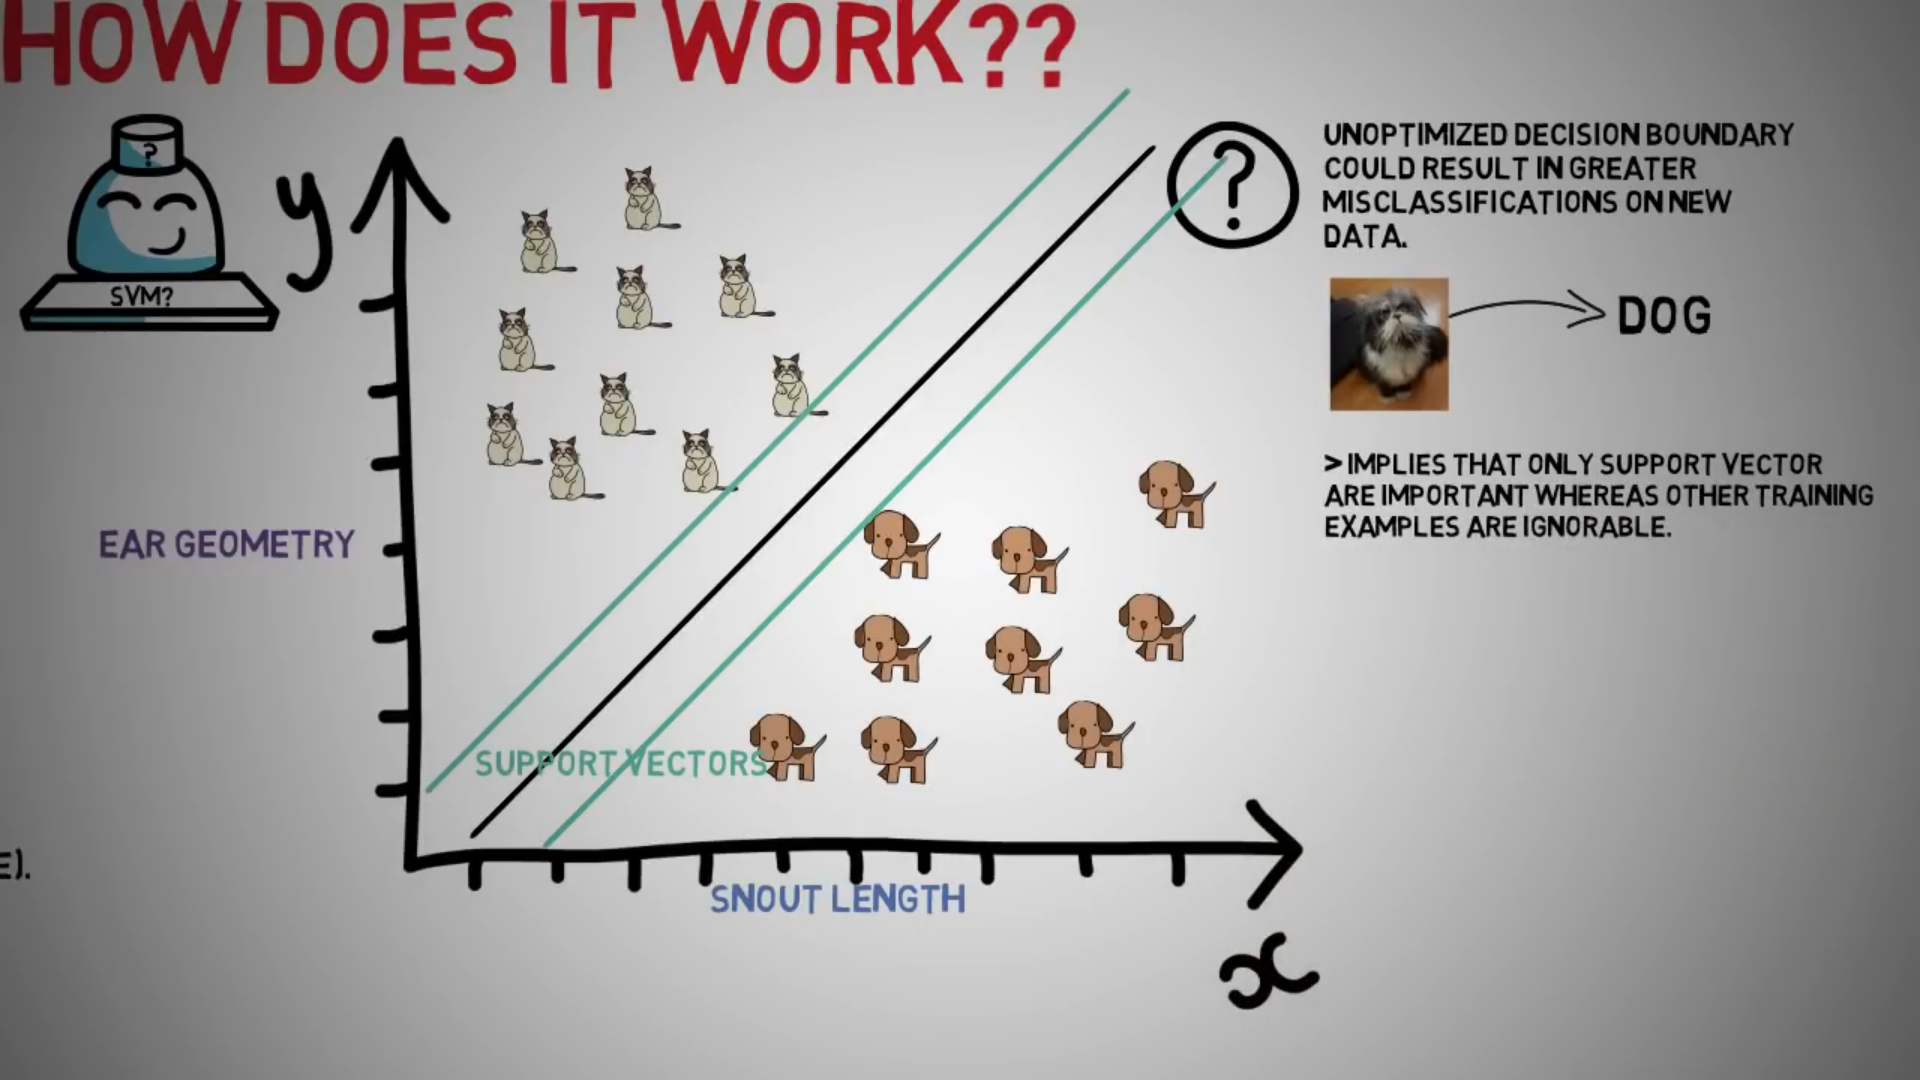 HOW DOES IT WORK??
?
SVM?
y
EAR GEOMETRY
SUPPORT VECTORS
SNOUT LENGTH
x
E).
?
UNOPTIMIZED DECISION BOUNDARY
COULD RESULT IN GREATER
MISCLASSIFICATIONS ON NEW
DATA.
DOG
> IMPLIES THAT ONLY SUPPORT VECTOR
ARE IMPORTANT WHEREAS OTHER TRAINING
EXAMPLES ARE IGNORABLE.